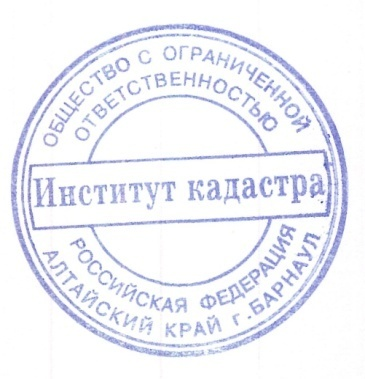 ОБЩЕСТВО С ОГРАНИЧЕННОЙ
ОТВЕТСТВЕННОСТЬЮ
Институт кадастра
РОССИЙСКАЯ ФЕДЕРАЦИЯ
АЛТАЙСКИЙ КРАЙ г. БАРНАУЛ